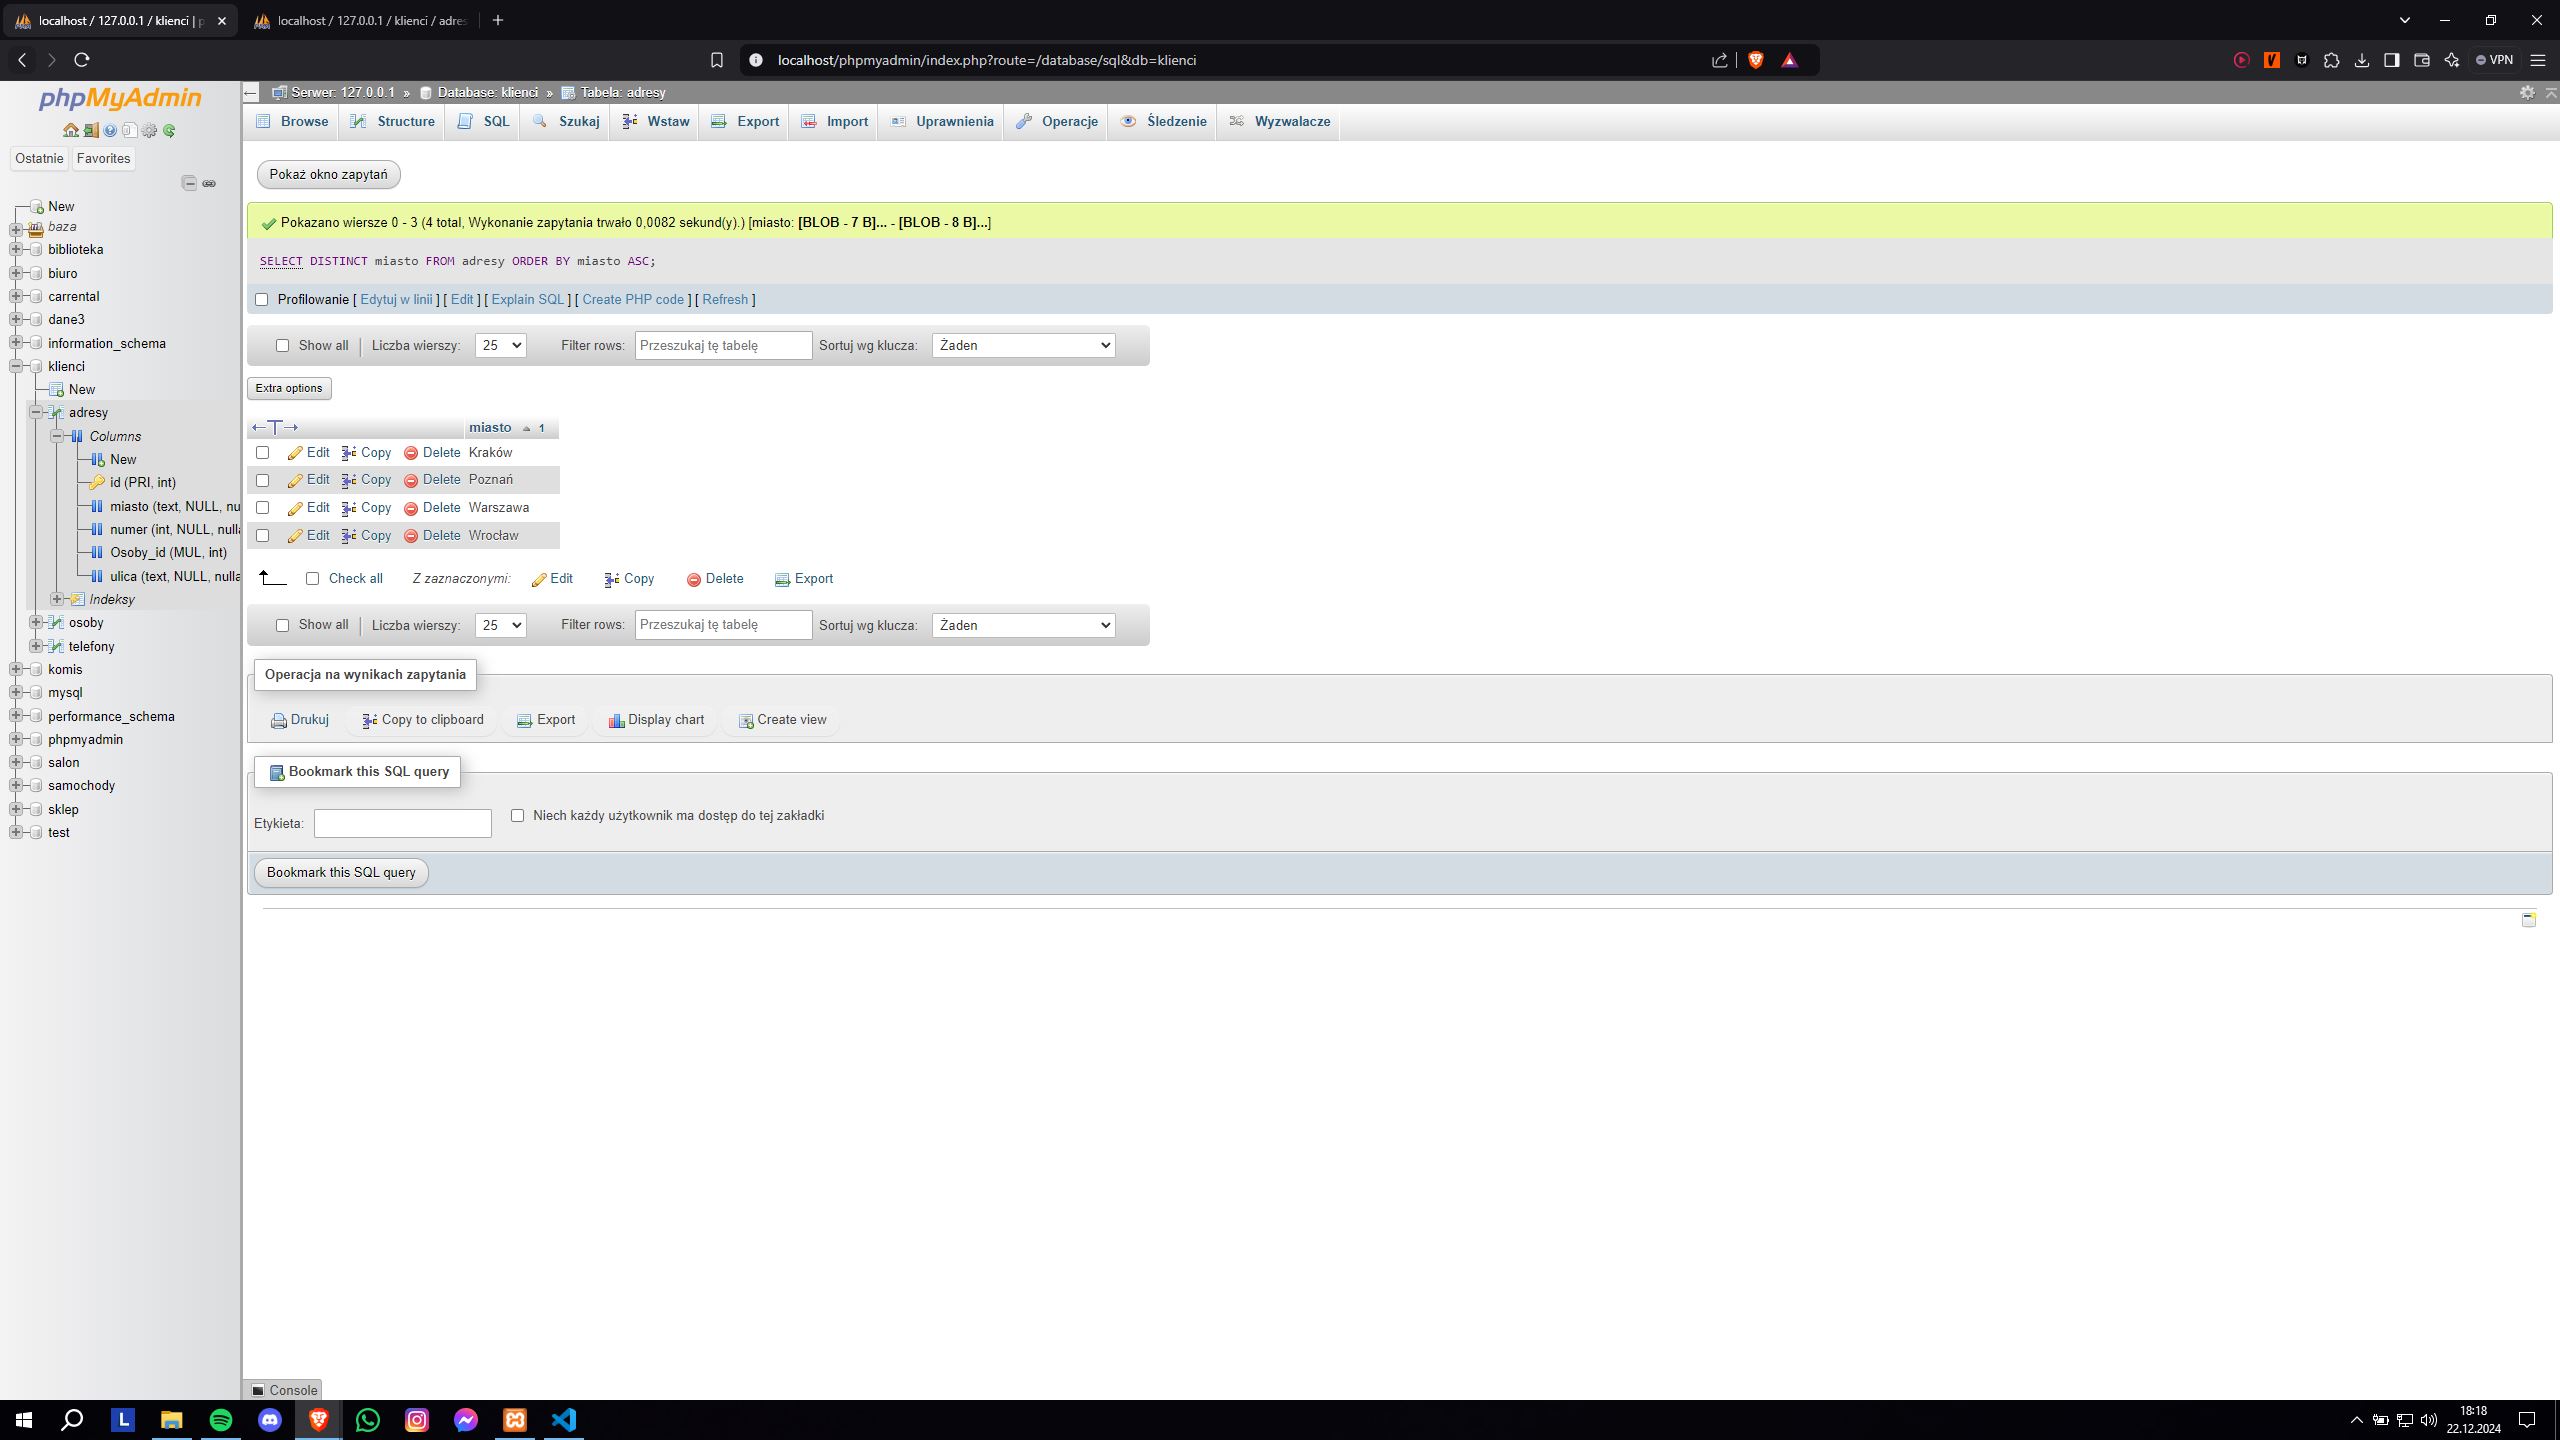 localhost / 127.0.0.1 / klienci | p
localhost / 127.0.0.1 / klienci / adres
localhost/phpmyadmin/index.php?route=/database/sql&db=klienci
VPN
phpMyAdmin
Ostatnie
Favorites
New
baza
biblioteka
biuro
carrental
dane3
information_schema
klienci
New
adresy
Columns
New
id (PRI, int)
miasto (text, NULL, nu
numer (int, NULL, nulla
Osoby_id (MUL, int)
ulica (text, NULL, nulla
Indeksy
osoby
telefony
komis
mysql
performance_schema
phpmyadmin
salon
samochody
sklep
test
Serwer: 127.0.0.1 » Database: klienci » Tabela: adresy
Browse Structure SQL Szukaj Wstaw Export Import Uprawnienia Operacje Śledzenie Wyzwalacze
Pokaż okno zapytań
Pokazano wiersze 0 - 3 (4 total, Wykonanie zapytania trwało 0,0082 sekund(y).) [miasto: [BLOB - 7 B]... - [BLOB - 8 B]...]
SELECT DISTINCT miasto FROM adresy ORDER BY miasto ASC;
Profilowanie [ Edytuj w linii ] [ Edit ] [ Explain SQL ] [ Create PHP code ] [ Refresh ]
Show all Liczba wierszy: 25 Filter rows: Przeszukaj tę tabelę Sortuj wg klucza: Żaden
Extra options
miasto 1
Edit Copy Delete Kraków
Edit Copy Delete Poznań
Edit Copy Delete Warszawa
Edit Copy Delete Wrocław
Check all Z zaznaczonymi: Edit Copy Delete Export
Show all Liczba wierszy: 25 Filter rows: Przeszukaj tę tabelę Sortuj wg klucza: Żaden
Operacja na wynikach zapytania
Drukuj Copy to clipboard Export Display chart Create view
Bookmark this SQL query
Etykieta: Niech każdy użytkownik ma dostęp do tej zakładki
Bookmark this SQL query
Console
L
18:18
22.12.2024